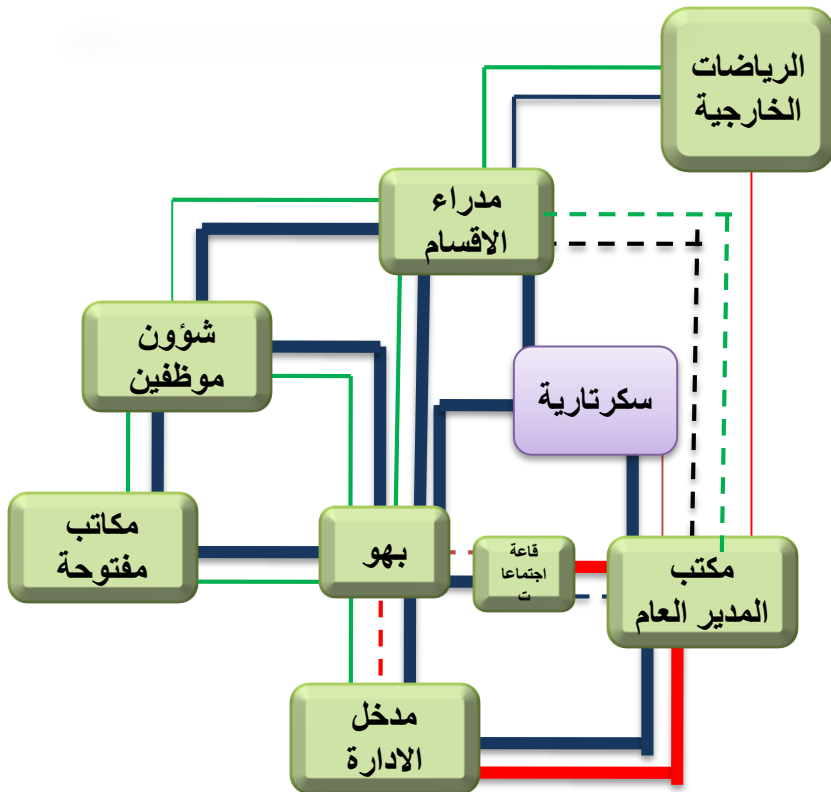 الرياضات
الخارجية
مدراء
الاقسام
شؤون
موظفين
سكرتارية
مكاتب
مفتوحة
بهو
قاعة
اجتماعا
ت
مكتب
المدير العام
مدخل
الادارة